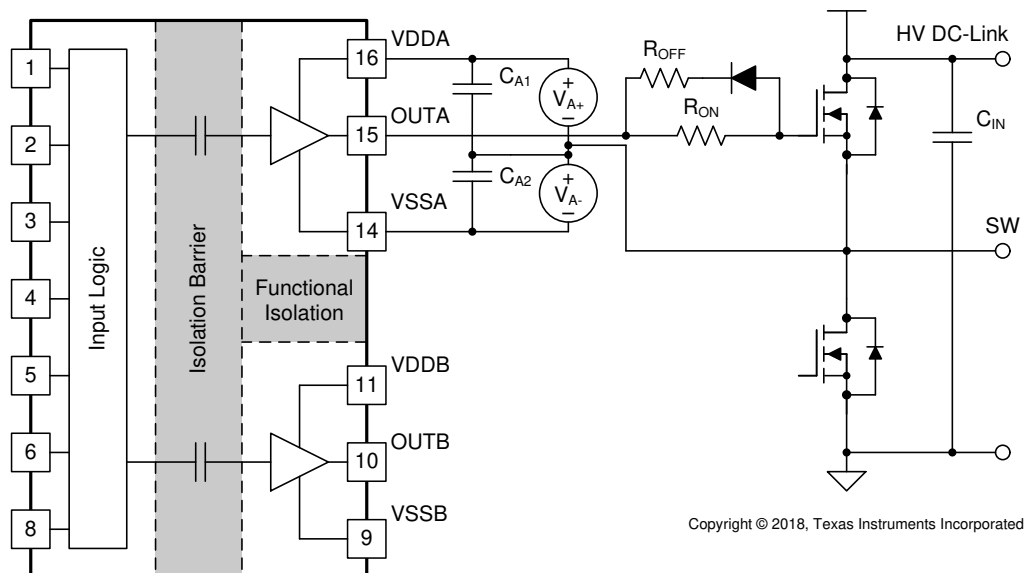 1
2
3
4
5
6
8
Input Logic
Isolation Barrier
Functional
Isolation
16
VDDA
15
OUTA
14
VSSA
11
VDDB
10
OUTB
9
VSSB
CA1
CA2
+
VA+
−
+
VA-
−
ROFF
RON
CIN
HV DC-Link
SW
Copyright © 2018, Texas Instruments Incorporated